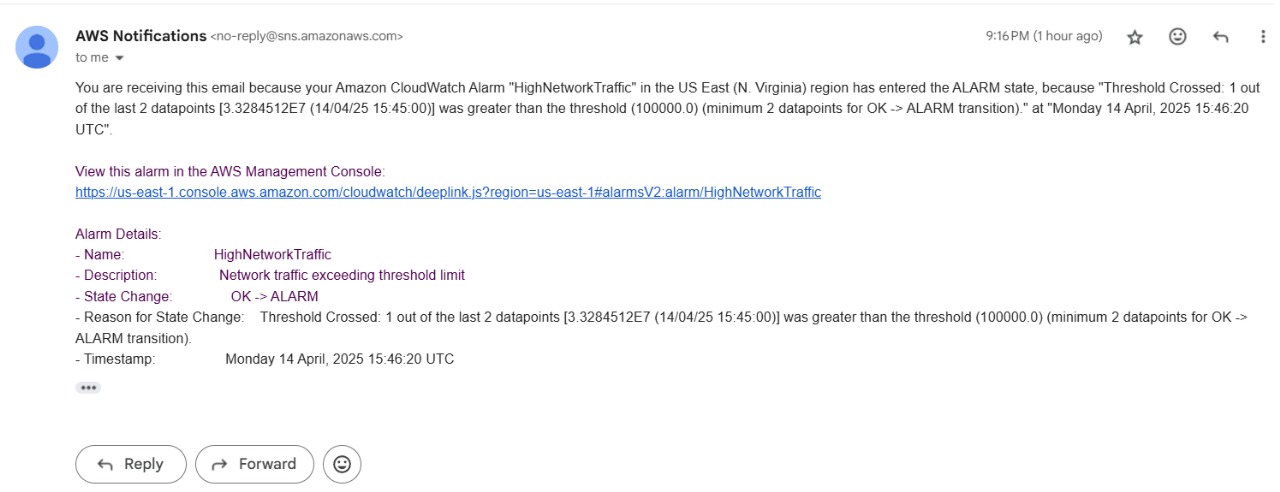 AWS Notifications <no-reply@sns.amazonaws.com>
9:16 PM (1 hour ago)
to me
You are receiving this email because your Amazon CloudWatch Alarm "HighNetworkTraffic" in the US East (N. Virginia) region has entered the ALARM state, because "Threshold Crossed: 1 out
of the last 2 datapoints [3.3284512E7 (14/04/25 15:45:00)] was greater than the threshold (100000.0) (minimum 2 datapoints for OK -> ALARM transition)." at "Monday 14 April, 2025 15:46:20
UTC".
View this alarm in the AWS Management Console:
https://us-east-1.console.aws.amazon.com/cloudwatch/deeplink.js?region=us-east-1#alarmsV2:alarm/HighNetworkTraffic
Alarm Details:
- Name: HighNetworkTraffic
- Description: Network traffic exceeding threshold limit
- State Change: OK -> ALARM
- Reason for State Change: Threshold Crossed: 1 out of the last 2 datapoints [3.3284512E7 (14/04/25 15:45:00)] was greater than the threshold (100000.0) (minimum 2 datapoints for OK ->
ALARM transition).
- Timestamp: Monday 14 April, 2025 15:46:20 UTC
Reply
Forward